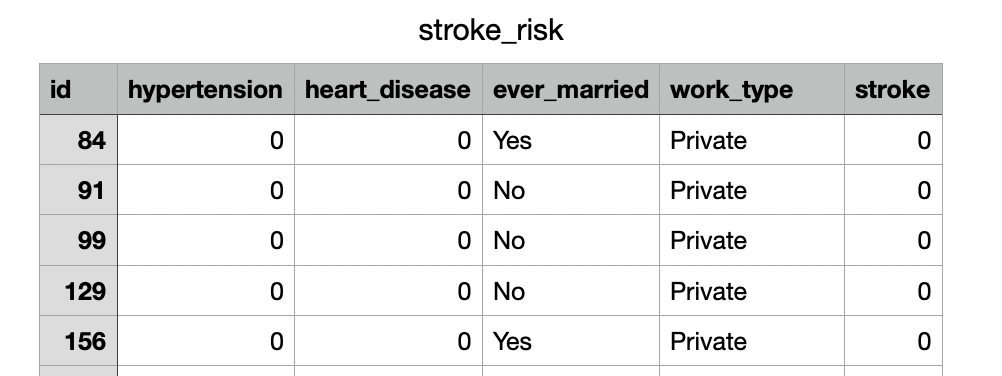 stroke_risk
id hypertension heart_disease ever_married work_type stroke
84 0 0 Yes Private 0
91 0 0 No Private 0
99 0 0 No Private 0
129 0 0 No Private 0
156 0 0 Yes Private 0